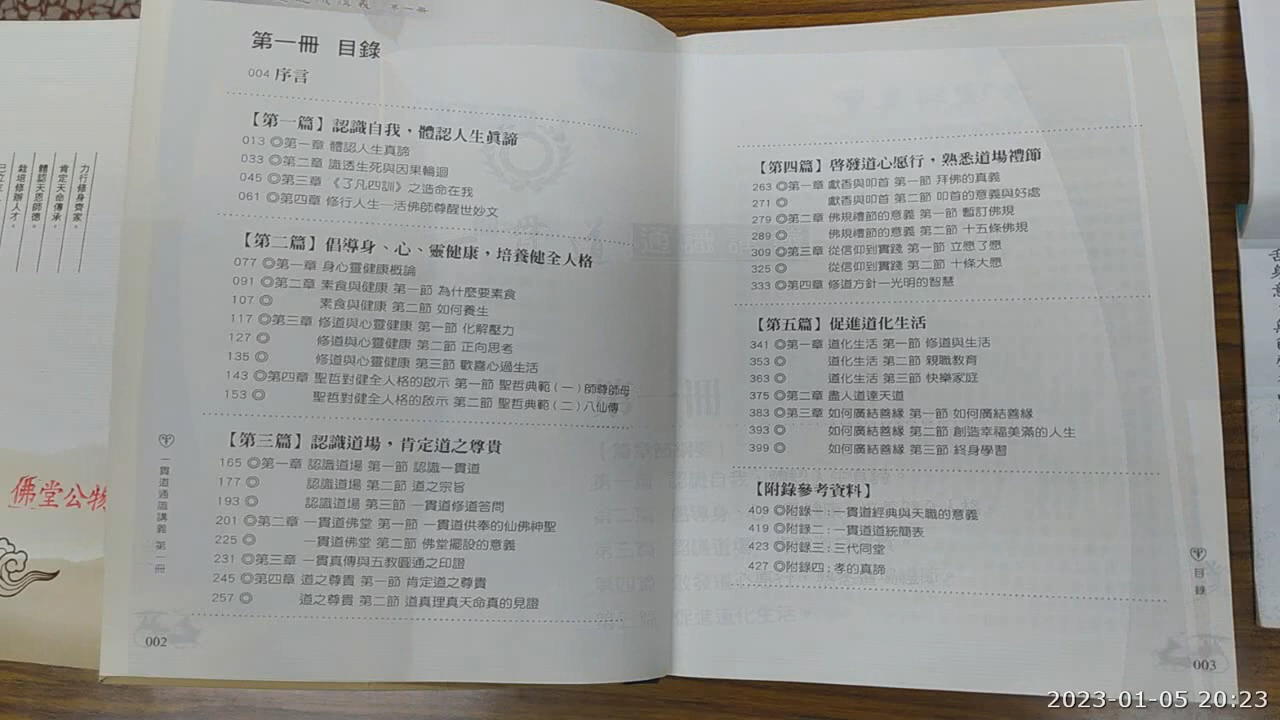 第一冊 目錄
004 序言
【第一篇】認識自我，體認人生真諦
013 ◎第一章 體認人生真諦
033 ◎第二章 識透生死與因果輪迴
045 ◎第三章 《了凡四訓》之造命在我
061 ◎第四章 修行人生—活佛師尊醒世妙文
【第二篇】倡導身、心、靈健康，培養健全人格
077 ◎第一章 身心靈健康概論
091 ◎第二章 素食與健康 第一節 為什麼要素食
107 ◎ 素食與健康 第二節 如何養生
117 ◎第三章 修道與心靈健康 第一節 化解壓力
127 ◎ 修道與心靈健康 第二節 正向思考
135 ◎ 修道與心靈健康 第三節 歡喜心過生活
143 ◎第四章 聖哲對健全人格的啟示 第一節 聖哲典範(一)師尊師母
153 ◎ 聖哲對健全人格的啟示 第二節 聖哲典範(二)八仙傳
【第三篇】認識道場，肯定道之尊貴
165 ◎第一章 認識道場 第一節 認識一貫道
177 ◎ 認識道場 第二節 道之宗旨
193 ◎ 認識道場 第三節 一貫道修道答問
201 ◎第二章 一貫道佛堂 第一節 一貫道供奉的仙佛神聖
225 ◎ 一貫道佛堂 第二節 佛堂擺設的意義
231 ◎第三章 一貫真傳與五教圓通之印證
245 ◎第四章 道之尊貴 第一節 肯定道之尊貴
257 ◎ 道之尊貴 第二節 道真理真天命真的見證
一貫道通識講義 第一冊
002
【第四篇】啓發道心愿行，熟悉道場禮節
263 ◎第一章 獻香與叩首 第一節 拜佛的真義
271 ◎ 獻香與叩首 第二節 叩首的意義與好處
279 ◎第二章 佛規禮節的意義 第一節 暫訂佛規
289 ◎ 佛規禮節的意義 第二節 十五條佛規
309 ◎第三章 從信仰到實踐 第一節 立愿了愿
325 ◎ 從信仰到實踐 第二節 十條大愿
333 ◎第四章 修道方針—光明的智慧
【第五篇】促進道化生活
341 ◎第一章 道化生活 第一節 修道與生活
353 ◎ 道化生活 第二節 親職教育
363 ◎ 道化生活 第三節 快樂家庭
375 ◎第二章 盡人道達天道
383 ◎第三章 如何廣結善緣 第一節 如何廣結善緣
393 ◎ 如何廣結善緣 第二節 創造幸福美滿的人生
399 ◎ 如何廣結善緣 第三節 終身學習
【附錄參考資料】
409 ◎附錄一：一貫道經典與天職的意義
419 ◎附錄二：一貫道道統簡表
423 ◎附錄三：三代同堂
427 ◎附錄四：孝的真諦
目錄
003
力行修身齊家。
肯定天命傳承。
體認天恩師德。
栽培修辦人才。
佛堂公物
2023-01-05 20:23